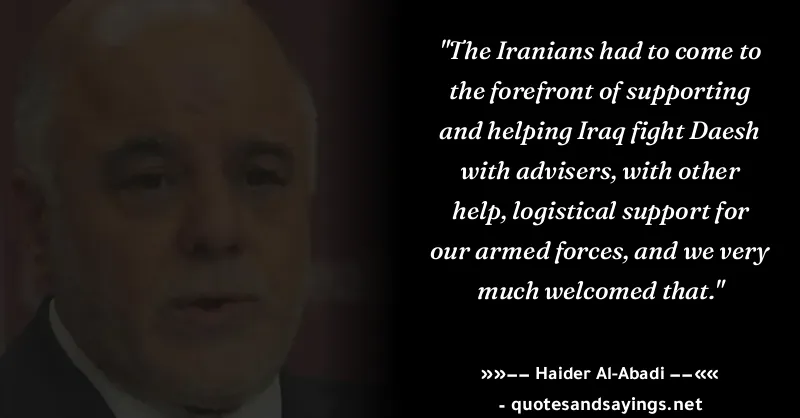 "The Iranians had to come to
the forefront of supporting
and helping Iraq fight Daesh
with advisers, with other
help, logistical support for
our armed forces, and we very
much welcomed that."
»»−− Haider Al-Abadi −−««
- quotesandsayings.net